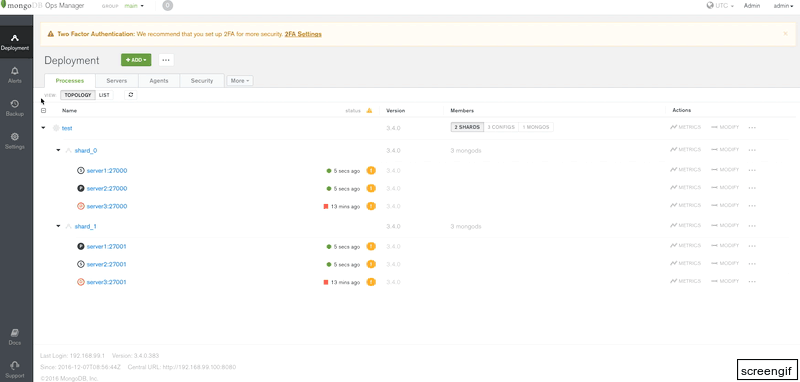 mongoDB Ops Manager GROUP main 0 UTC Admin admin
Two Factor Authentication: We recommend that you set up 2FA for more security. 2FA Settings ×
Deployment
+ ADD
Deployment
Processes Servers Agents Security More
Alerts
VIEW: TOPOLOGY LIST
Backup
Name status Version Members Actions
test 3.4.0 2 SHARDS 3 CONFIGS 1 MONGOS METRICS MODIFY
Settings
shard_0 3.4.0 3 mongods METRICS MODIFY
S server1:27000 5 secs ago 1 3.4.0 METRICS MODIFY
P server2:27000 5 secs ago 1 3.4.0 METRICS MODIFY
server3:27000 13 mins ago 1 3.4.0 METRICS MODIFY
shard_1 3.4.0 3 mongods METRICS MODIFY
P server1:27001 5 secs ago 1 3.4.0 METRICS MODIFY
S server2:27001 5 secs ago 1 3.4.0 METRICS MODIFY
server3:27001 13 mins ago 1 3.4.0 METRICS MODIFY
Docs
Last Login: 192.168.99.1 Version: 3.4.0.383
Since: 2016-12-07T08:56:44Z Central URL: http://192.168.99.100:8080
Support
©2016 MongoDB, Inc.
screengif